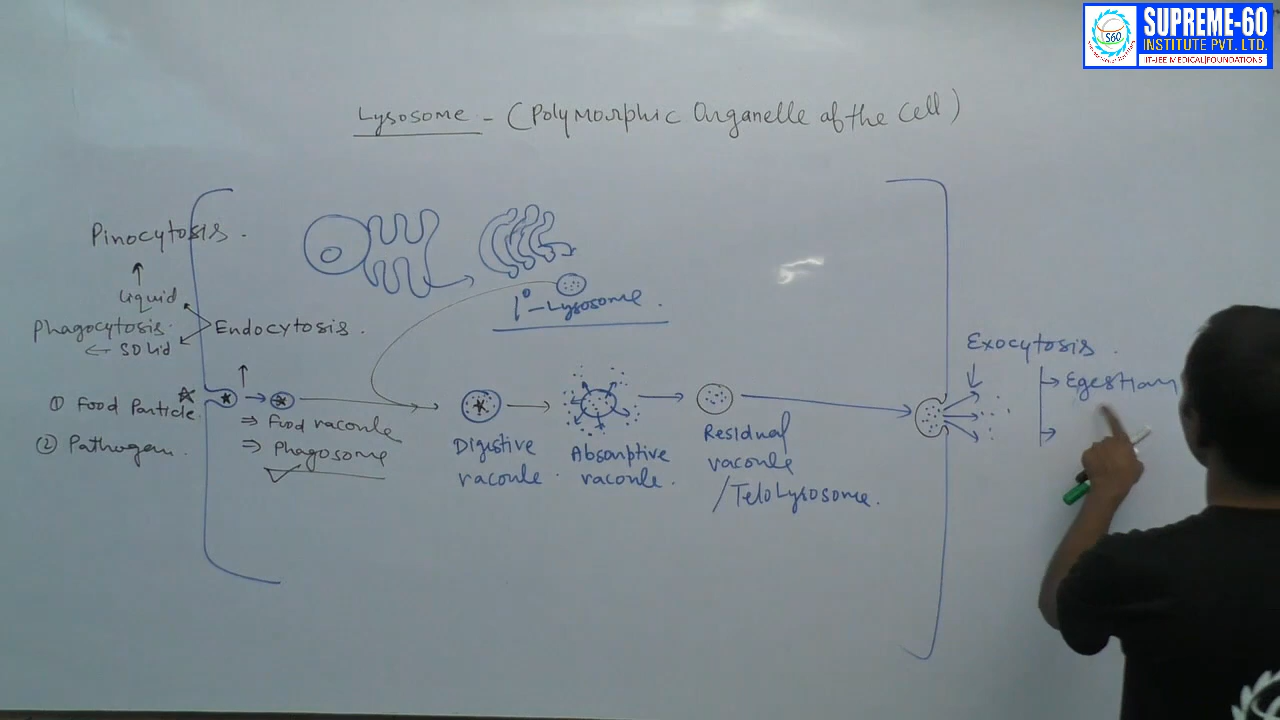 SUPREME-60
INSTITUTE PVT. LTD.
IIT-JEE|MEDICAL|FOUNDATIONS
S60
Lysosome - (Polymorphic Organelle of the Cell)
Pinocytosis.
Liquid
Phagocytosis.
← Solid
Endocytosis.
1° - Lysosome.
① Food Particle
② Pathogen.
⇒ Food vacoule
⇒ Phagosome
Digestive
vacoule.
Absorptive
vacoule.
Residual
vacoule
/Telolysosome.
Exocytosis.
→ Egestion